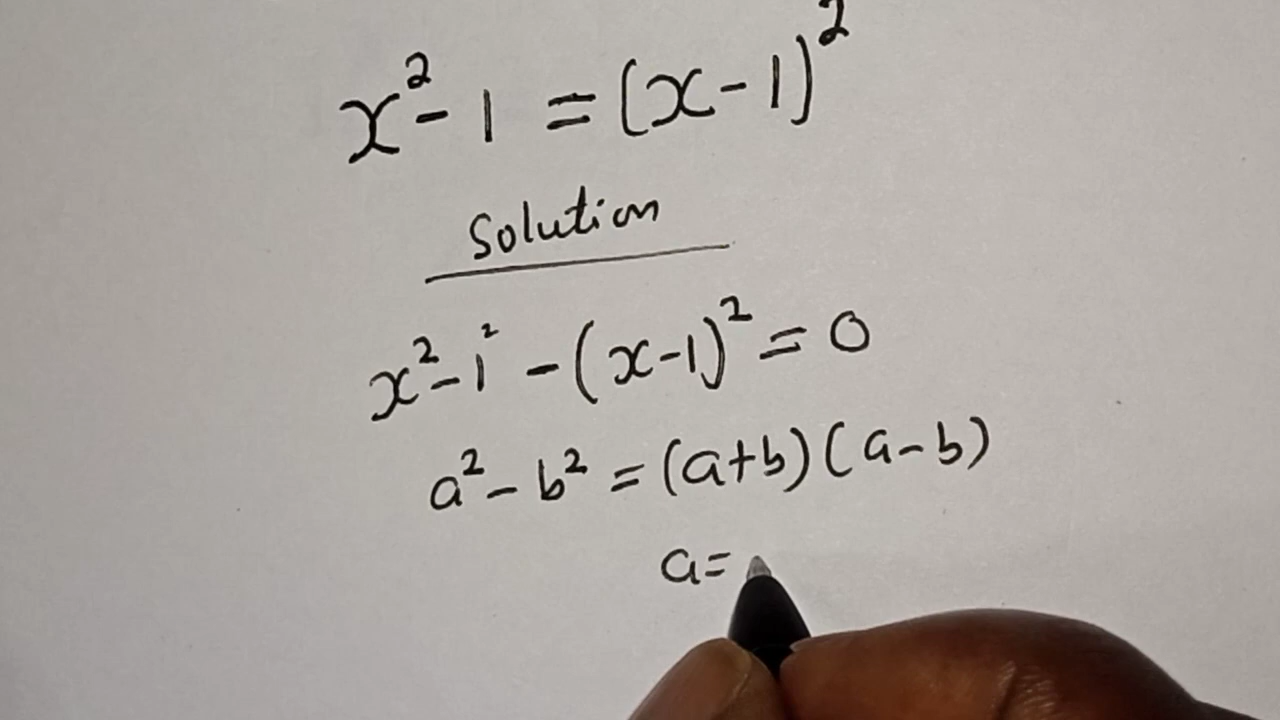 x² - 1 = (x - 1)²
Solution
x² - 1² - (x - 1)² = 0
a² - b² = (a + b)(a - b)
a =